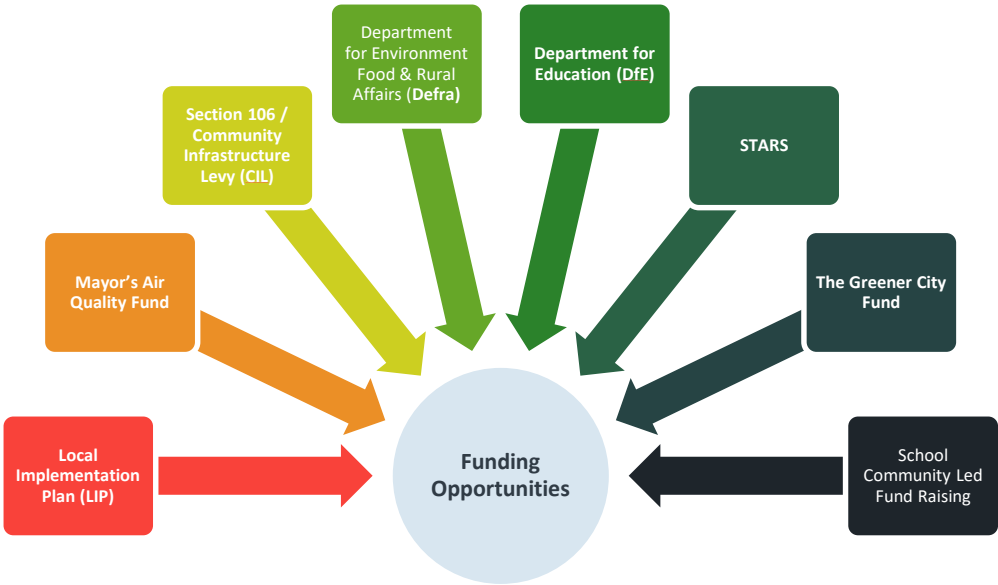 Department
for Environment
Food & Rural
Affairs (Defra)
Department for
Education (DfE)
Section 106 /
Community
Infrastructure
Levy (CIL)
STARS
Mayor's Air
Quality Fund
The Greener City
Fund
Local
Implementation
Plan (LIP)
Funding
Opportunities
School
Community Led
Fund Raising